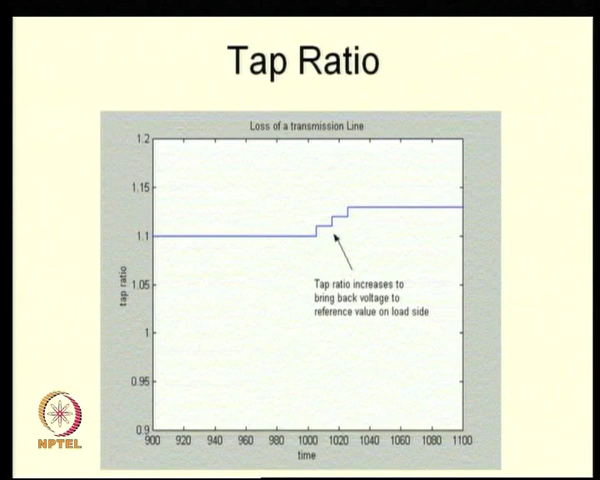 Tap Ratio
Loss of a transmission Line
1.2
1.15
1.1
1.05
1
0.95
0.9
tap ratio
Tap ratio increases to
bring back voltage to
reference value on load side
900 920 940 960 980 1000 1020 1040 1060 1080 1100
time
NPTEL